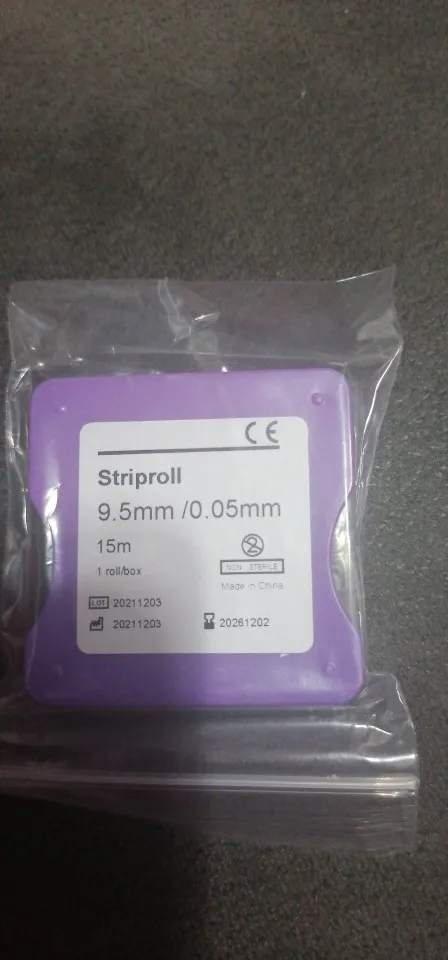 CE
Striproll
9.5mm /0.05mm
15m
2
1 roll/box
NON STERILE
Made in China
LOT 20211203
20211203
20261202